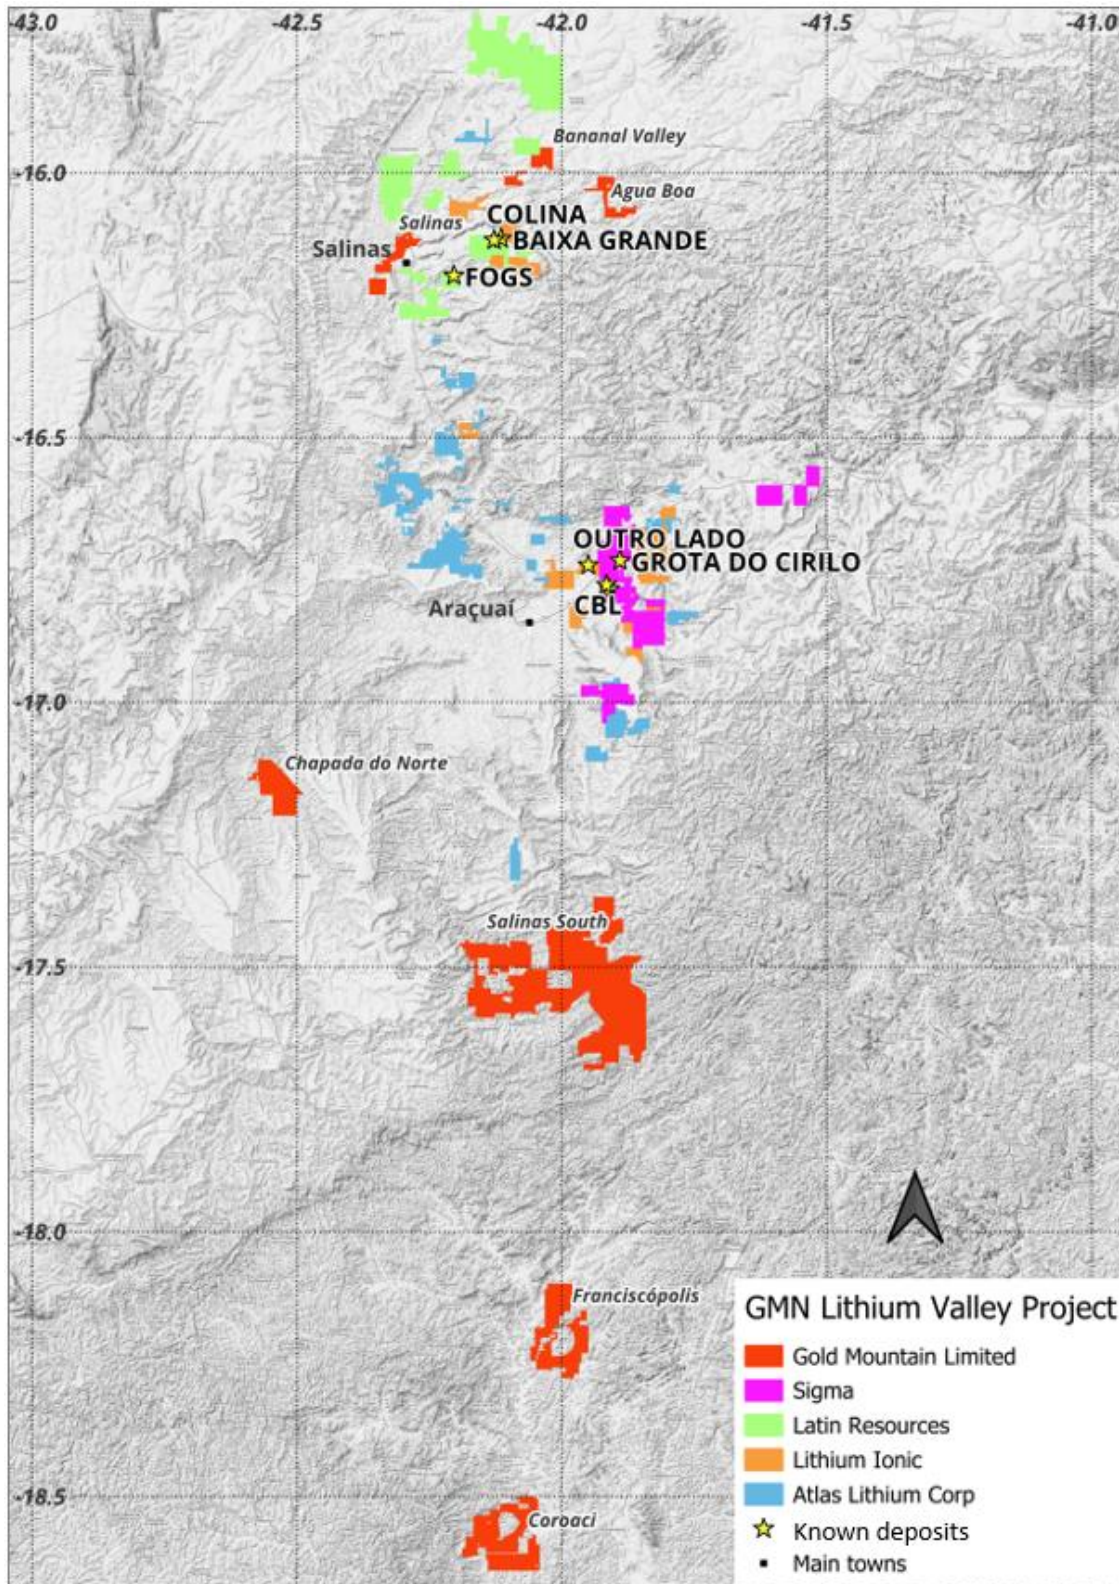 -43.0
-42.5
-42.0
-41.5
-41.0
Bananal Valley
-16.0
Agua Boa
COLINA
Salinas
Salinas
BAIXA GRANDE
FOGS
-16.5
OUTRO LADO
GROTA DO CIRILO
Araçuaí
CBL
-17.0
Chapada do Norte
Salinas South
-17.5
-18.0
Franciscópolis
GMN Lithium Valley Project
Gold Mountain Limited
Sigma
Latin Resources
Lithium Ionic
Atlas Lithium Corp
Known deposits
Main towns
-18.5
Coroaci